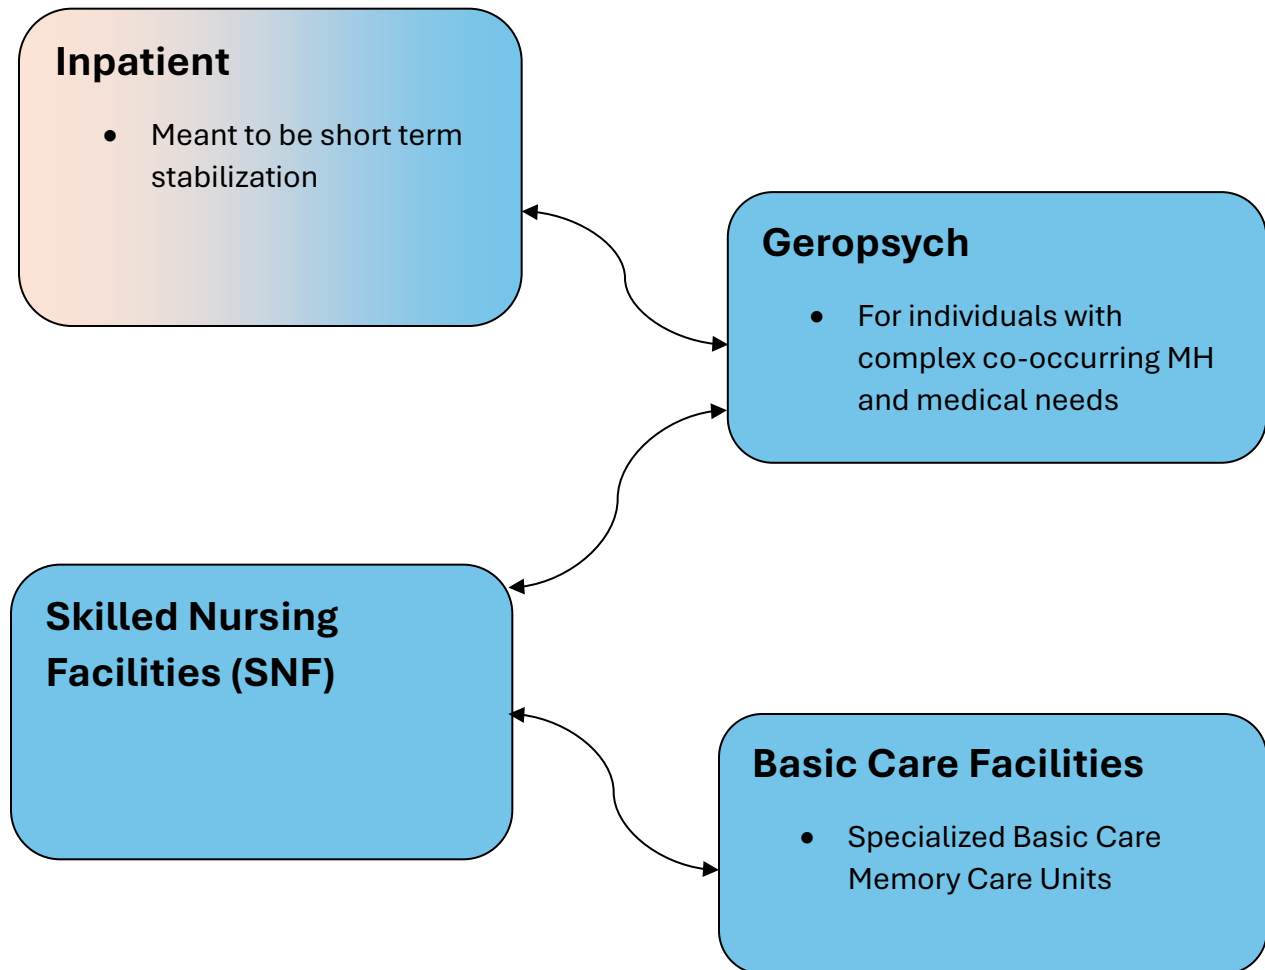 Inpatient
• Meant to be short term
stabilization
Geropsych
• For individuals with
complex co-occurring MH
and medical needs
Skilled Nursing
Facilities (SNF)
Basic Care Facilities
• Specialized Basic Care
Memory Care Units